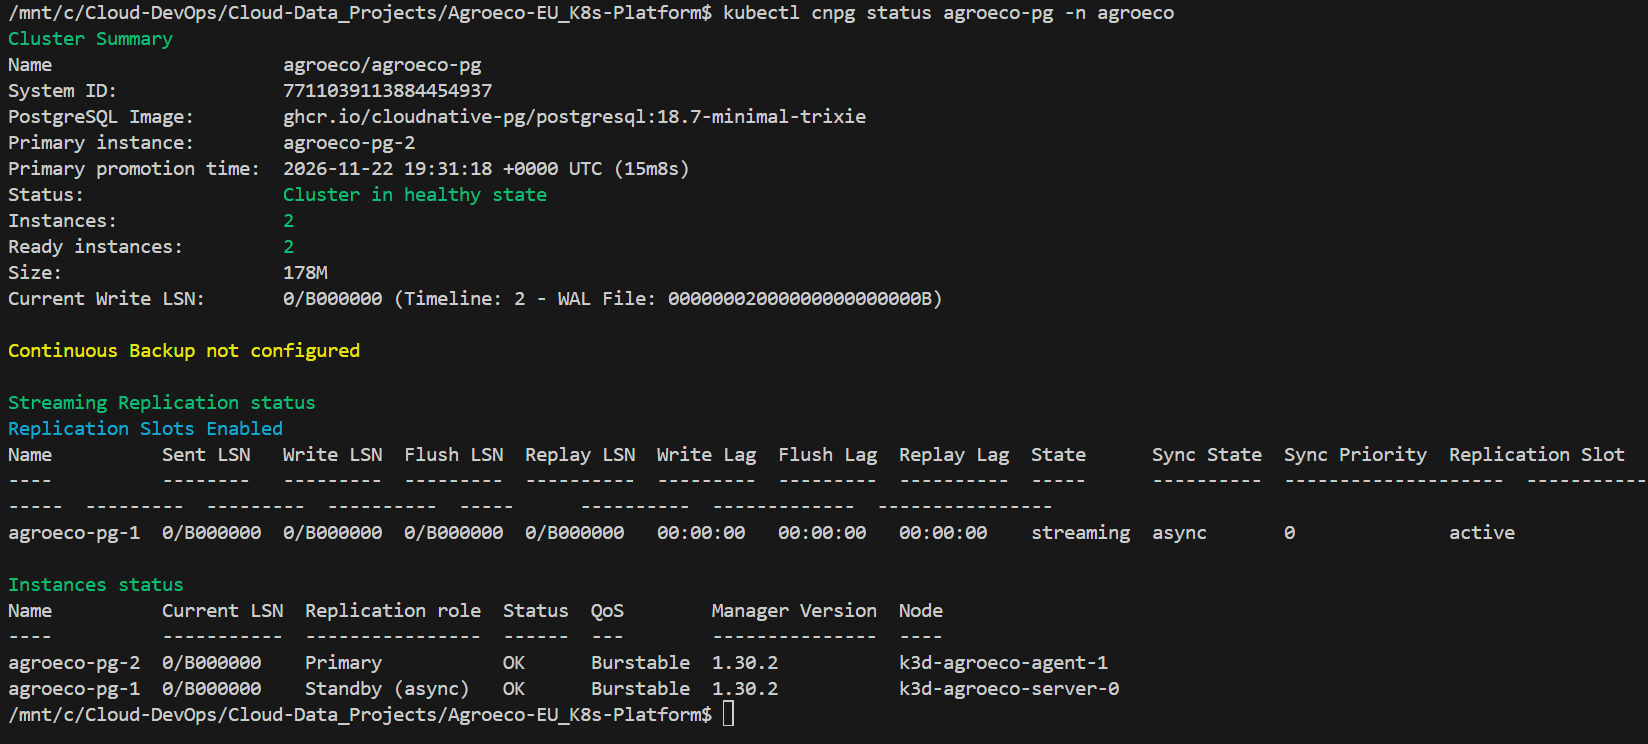 /mnt/c/Cloud-DevOps/Cloud-Data_Projects/Agroeco-EU_K8s-Platform$ kubectl cnpg status agroeco-pg -n agroeco
Cluster Summary
Name                     agroeco/agroeco-pg
System ID:               7711039113884454937
PostgreSQL Image:        ghcr.io/cloudnative-pg/postgresql:18.7-minimal-trixie
Primary instance:        agroeco-pg-2
Primary promotion time:  2026-11-22 19:31:18 +0000 UTC (15m8s)
Status:                  Cluster in healthy state
Instances:               2
Ready instances:         2
Size:                    178M
Current Write LSN:       0/B000000 (Timeline: 2 - WAL File: 00000002000000000000000B)

Continuous Backup not configured

Streaming Replication status
Replication Slots Enabled
Name          Sent LSN   Write LSN  Flush LSN  Replay LSN  Write Lag  Flush Lag  Replay Lag  State      Sync State  Sync Priority  Replication Slot
----          --------   ---------  ---------  ----------  ---------  ---------  ----------  -----      ----------  --------------------  -----------
-----  ---------  ---------  ----------  -----      ----------  -------------  ----------------
agroeco-pg-1  0/B000000  0/B000000  0/B000000  0/B000000   00:00:00   00:00:00   00:00:00    streaming  async       0              active

Instances status
Name          Current LSN  Replication role  Status  QoS        Manager Version  Node
----          -----------  ----------------  ------  ---        ---------------  ----
agroeco-pg-2  0/B000000    Primary           OK      Burstable  1.30.2           k3d-agroeco-agent-1
agroeco-pg-1  0/B000000    Standby (async)   OK      Burstable  1.30.2           k3d-agroeco-server-0
/mnt/c/Cloud-DevOps/Cloud-Data_Projects/Agroeco-EU_K8s-Platform$